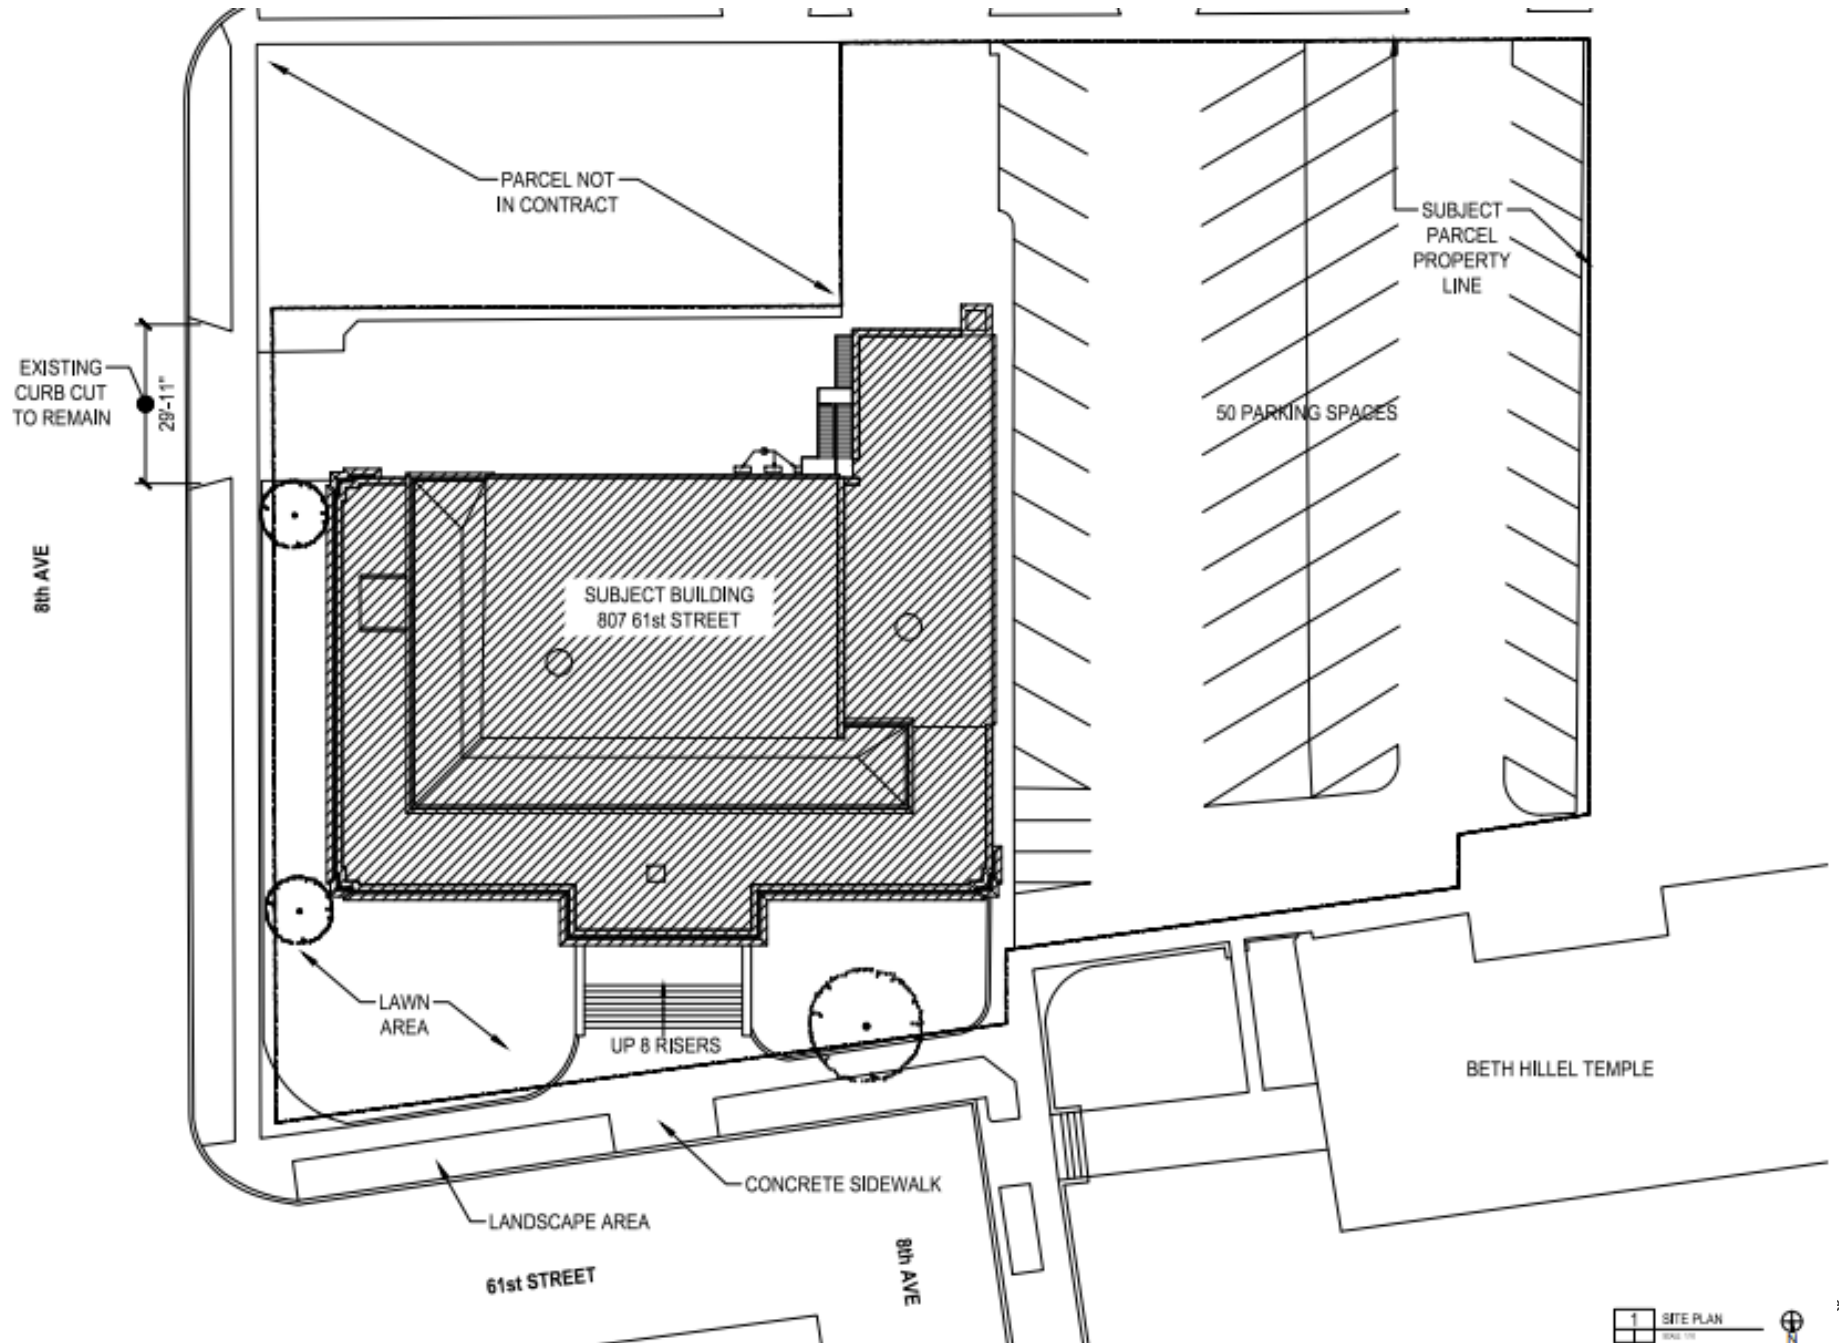 PARCEL NOT
IN CONTRACT
SUBJECT
PARCEL
PROPERTY
LINE
EXISTING
CURB CUT
TO REMAIN
29'-11"
50 PARKING SPACES
8th AVE
SUBJECT BUILDING
807 61st STREET
LAWN
AREA
UP 8 RISERS
BETH HILLEL TEMPLE
CONCRETE SIDEWALK
LANDSCAPE AREA
61st STREET
8th AVE
1 SITE PLAN
N